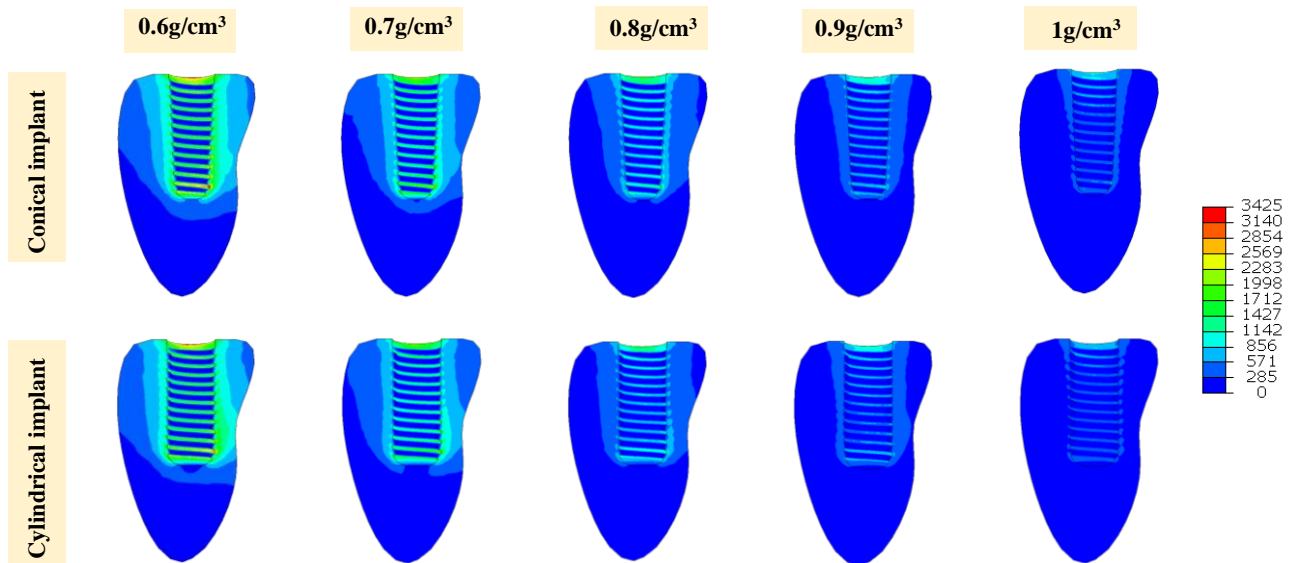 0.6g/cm³
0.7g/cm³
0.8g/cm³
0.9g/cm³
1g/cm³
Conical implant
3425
3140
2854
2569
2283
1998
1712
1427
1142
856
571
285
0
Cylindrical implant